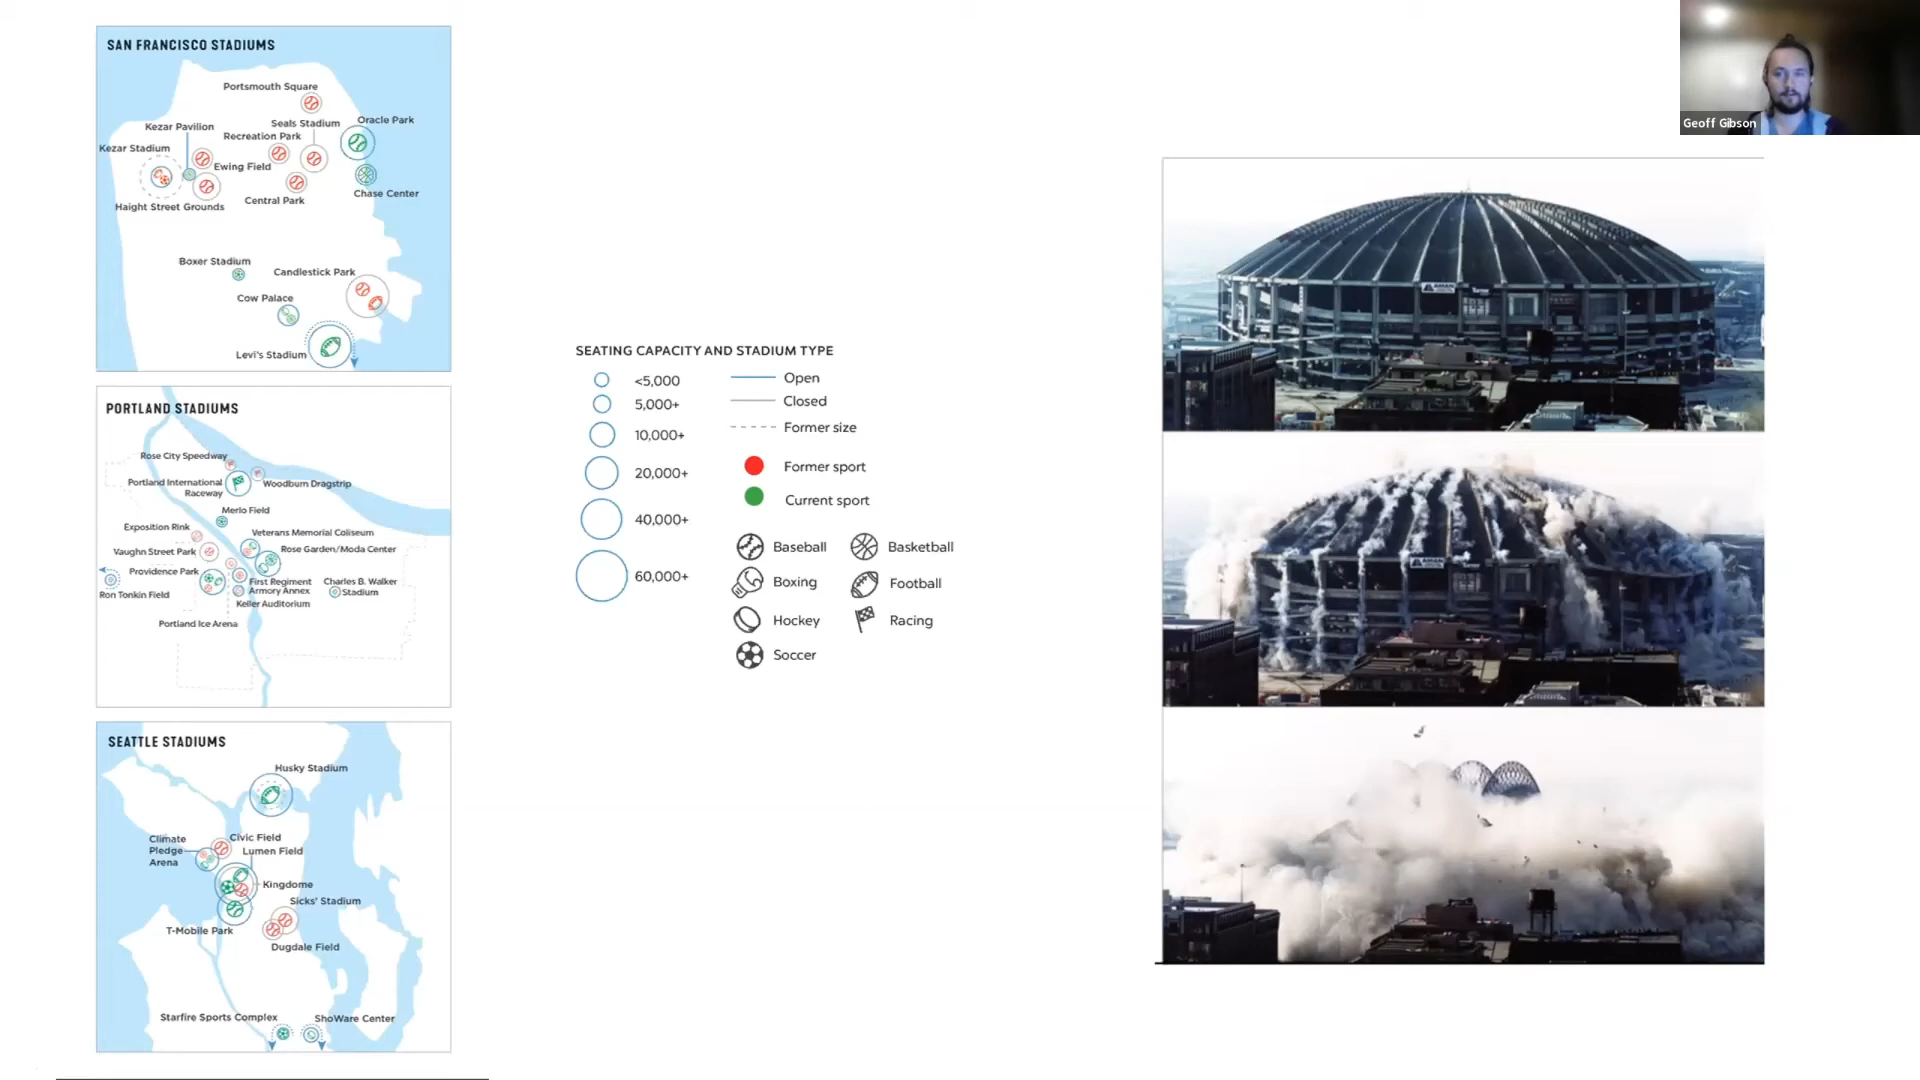 SAN FRANCISCO STADIUMS
Portsmouth Square
Oracle Park
Seals Stadium
Kezar Pavilion
Recreation Park
Kezar Stadium
Ewing Field
Chase Center
Central Park
Haight Street Grounds
Boxer Stadium
Candlestick Park
Cow Palace
Levi's Stadium
PORTLAND STADIUMS
Rose City Speedway
Portland International
Raceway
Woodburn Dragstrip
Merlo Field
Exposition Rink
Veterans Memorial Coliseum
Vaughn Street Park
Rose Garden/Moda Center
Providence Park
First Regiment
Armory Annex
Charles B. Walker
Stadium
Ron Tonkin Field
Keller Auditorium
Portland Ice Arena
SEATTLE STADIUMS
Husky Stadium
Climate
Pledge
Arena
Civic Field
Lumen Field
Kingdome
Sicks' Stadium
T-Mobile Park
Dugdale Field
Starfire Sports Complex
ShoWare Center
SEATING CAPACITY AND STADIUM TYPE
<5,000
5,000+
10,000+
20,000+
40,000+
60,000+
Open
Closed
Former size
Former sport
Current sport
Baseball
Basketball
Boxing
Football
Hockey
Racing
Soccer
Geoff Gibson